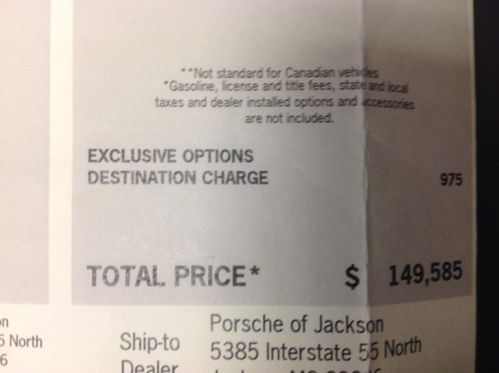 **Not standard for Canadian vehicles
*Gasoline, license and title fees, state and local
taxes and dealer installed options and accessories
are not included.
EXCLUSIVE OPTIONS
DESTINATION CHARGE 975
TOTAL PRICE* $ 149,585
Ship-to Porsche of Jackson
Dealer 5385 Interstate 55 North
5 North
6